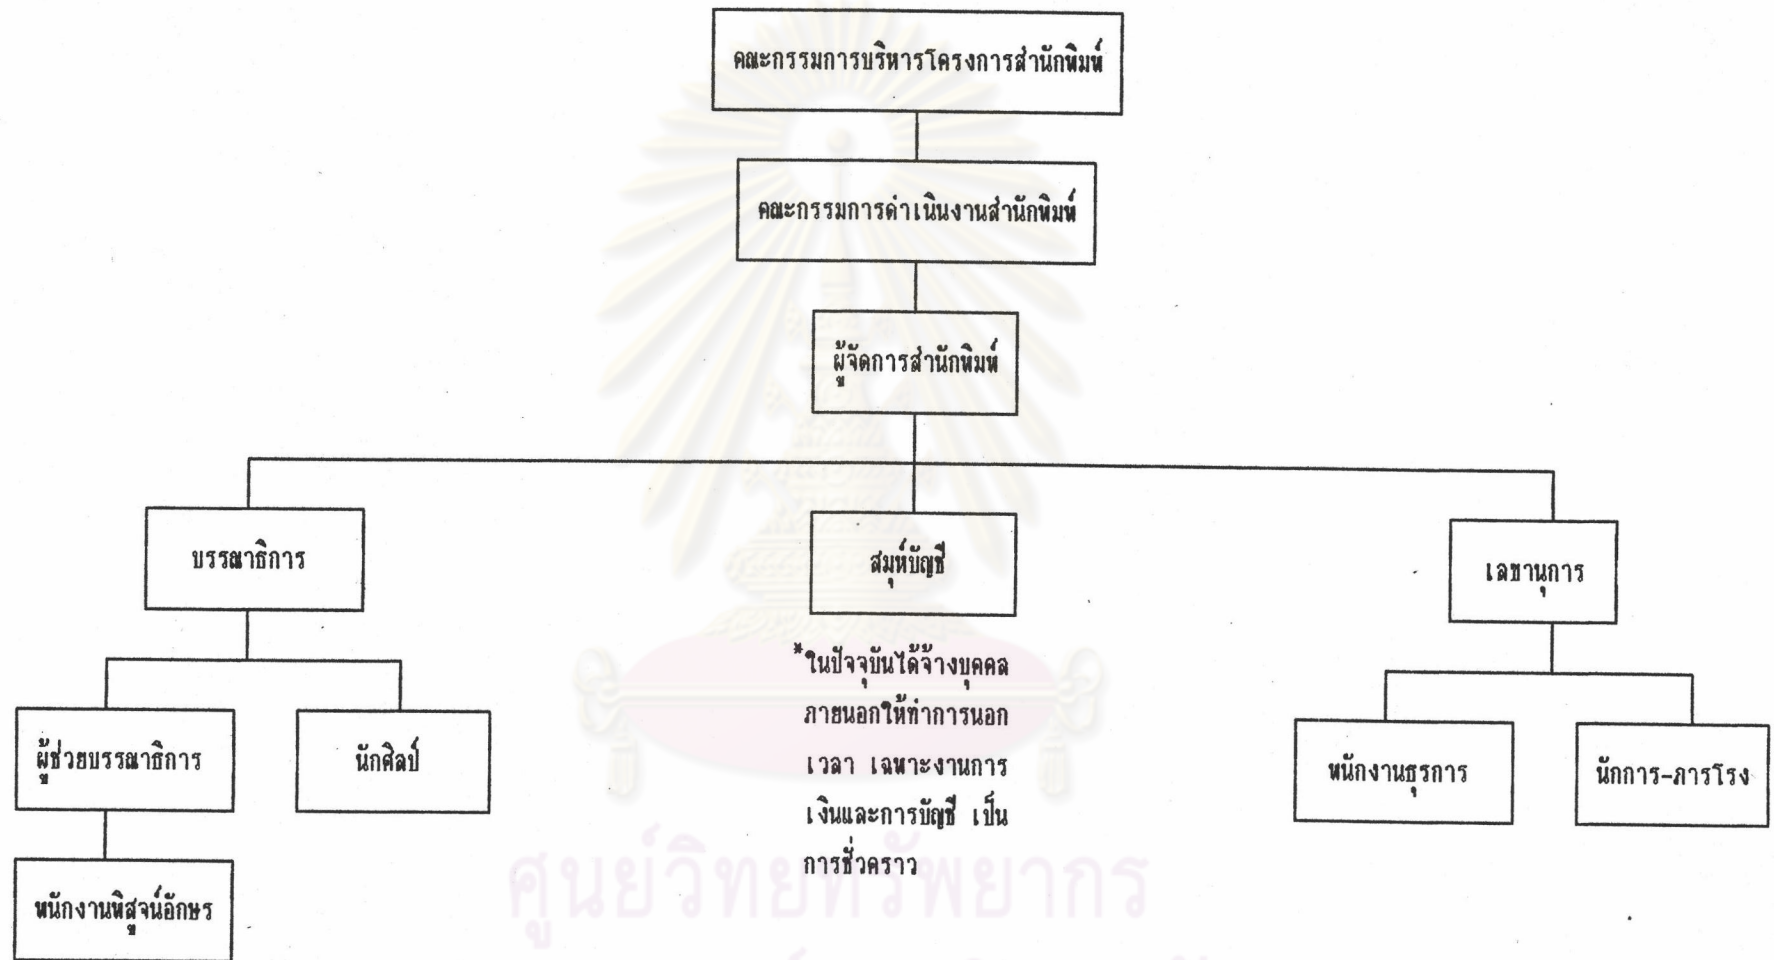 คณะกรรมการบริหารโครงการสำนักพิมพ์
คณะกรรมการดำเนินงานสำนักพิมพ์
ผู้จัดการสำนักพิมพ์
บรรณาธิการ
สมุห์บัญชี
เลขานุการ
*ในปัจจุบันได้จ้างบุคคล
ภายนอกให้ทำการนอก
เวลา เฉพาะงานการ
เงินและการบัญชี เป็น
การชั่วคราว
ผู้ช่วยบรรณาธิการ
นักศิลป์
พนักงานธุรการ
นักการ-ภารโรง
พนักงานพิสูจน์อักษร
ศูนย์วิทยทรัพยากร